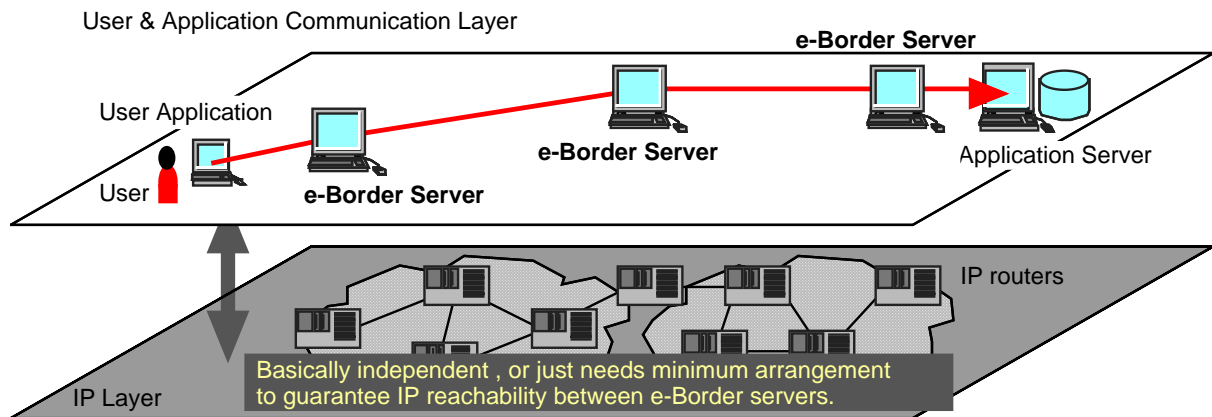 User & Application Communication Layer
e-Border Server
User Application
e-Border Server
Application Server
User
e-Border Server
IP routers
Basically independent , or just needs minimum arrangement
to guarantee IP reachability between e-Border servers.
IP Layer